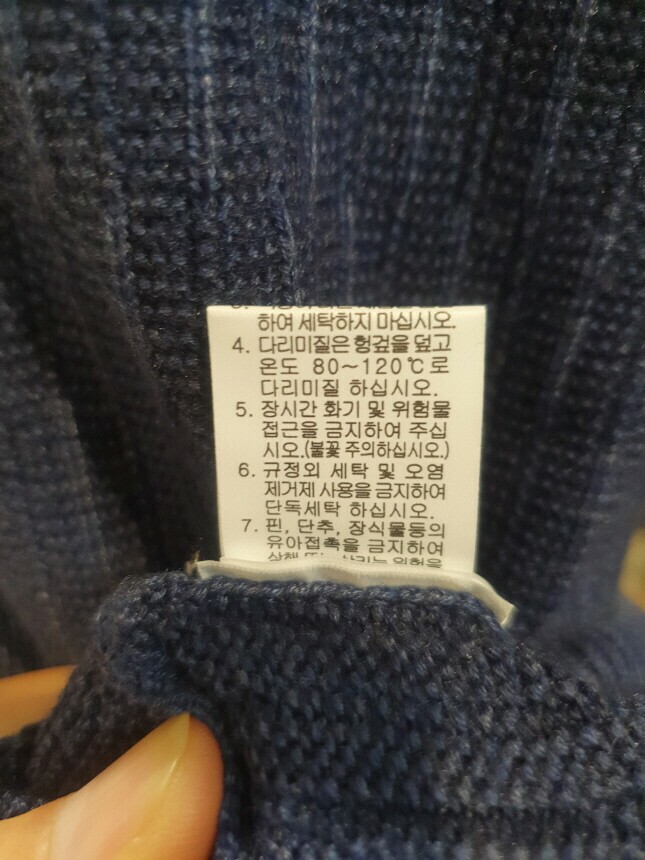 하여 세탁하지 마십시오.
4. 다리미질은 헝겊을 덮고
온도 80~120℃로
다리미질 하십시오.
5. 장시간 화기 및 위험물
접근을 금지하여 주십
시오.(불꽃 주의하십시오.)
6. 규정외 세탁 및 오염
제거제 사용을 금지하여
단독세탁 하십시오.
7. 핀, 단추, 장식물등의
유아접촉을 금지하여